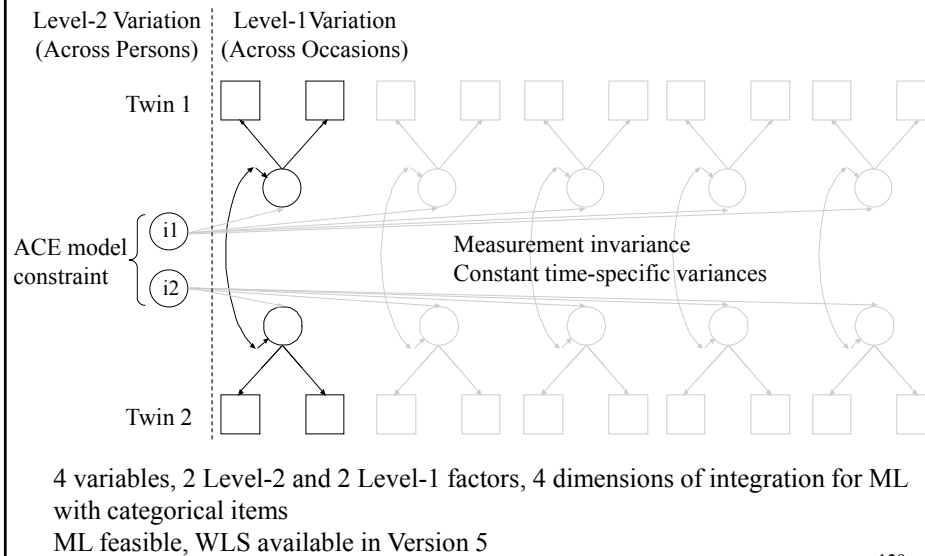 Level-2 Variation
(Across Persons)
Level-1Variation
(Across Occasions)
Twin 1
i1
ACE model
constraint
i2
Measurement invariance
Constant time-specific variances
Twin 2
4 variables, 2 Level-2 and 2 Level-1 factors, 4 dimensions of integration for ML
with categorical items
ML feasible, WLS available in Version 5